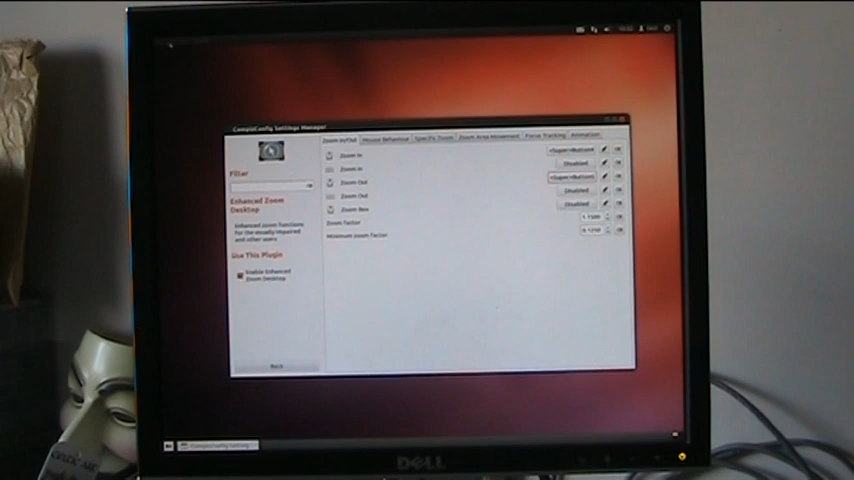 CompizConfig Settings Manager
Zoom In/Out Mouse Behaviour Specific Zoom Zoom Area Movement Focus Tracking Animation
Filter
Enhanced Zoom
Desktop
Enhanced zoom functions
for the visually impaired
and other users
Use This Plugin
Enable Enhanced
Zoom Desktop
Back
Zoom In
<Super>Button4
Zoom In
Disabled
Zoom Out
<Super>Button5
Zoom Out
Disabled
Zoom Box
Disabled
Zoom factor
1.1500
Minimum zoom factor
0.1250
DELL